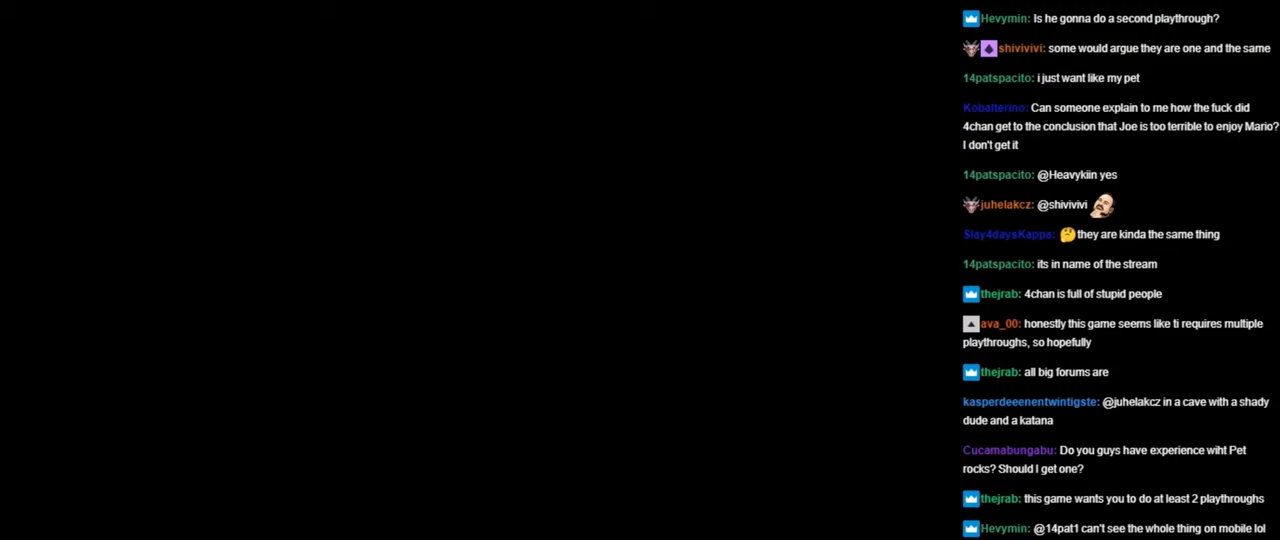 Hevymin: Is he gonna do a second playthrough?
shivivivi: some would argue they are one and the same
14patspacito: i just want like my pet
Kobalterino: Can someone explain to me how the fuck did
4chan get to the conclusion that Joe is too terrible to enjoy Mario?
I don't get it
14patspacito: @Heavykiin yes
juhelakcz: @shivivivi
Slay4daysKappa: they are kinda the same thing
14patspacito: its in name of the stream
thejrab: 4chan is full of stupid people
ava_00: honestly this game seems like ti requires multiple
playthroughs, so hopefully
thejrab: all big forums are
kasperdeeenentwintigste: @juhelakcz in a cave with a shady
dude and a katana
Cucamabungabu: Do you guys have experience wiht Pet
rocks? Should I get one?
thejrab: this game wants you to do at least 2 playthroughs
Hevymin: @14pat1 can't see the whole thing on mobile lol